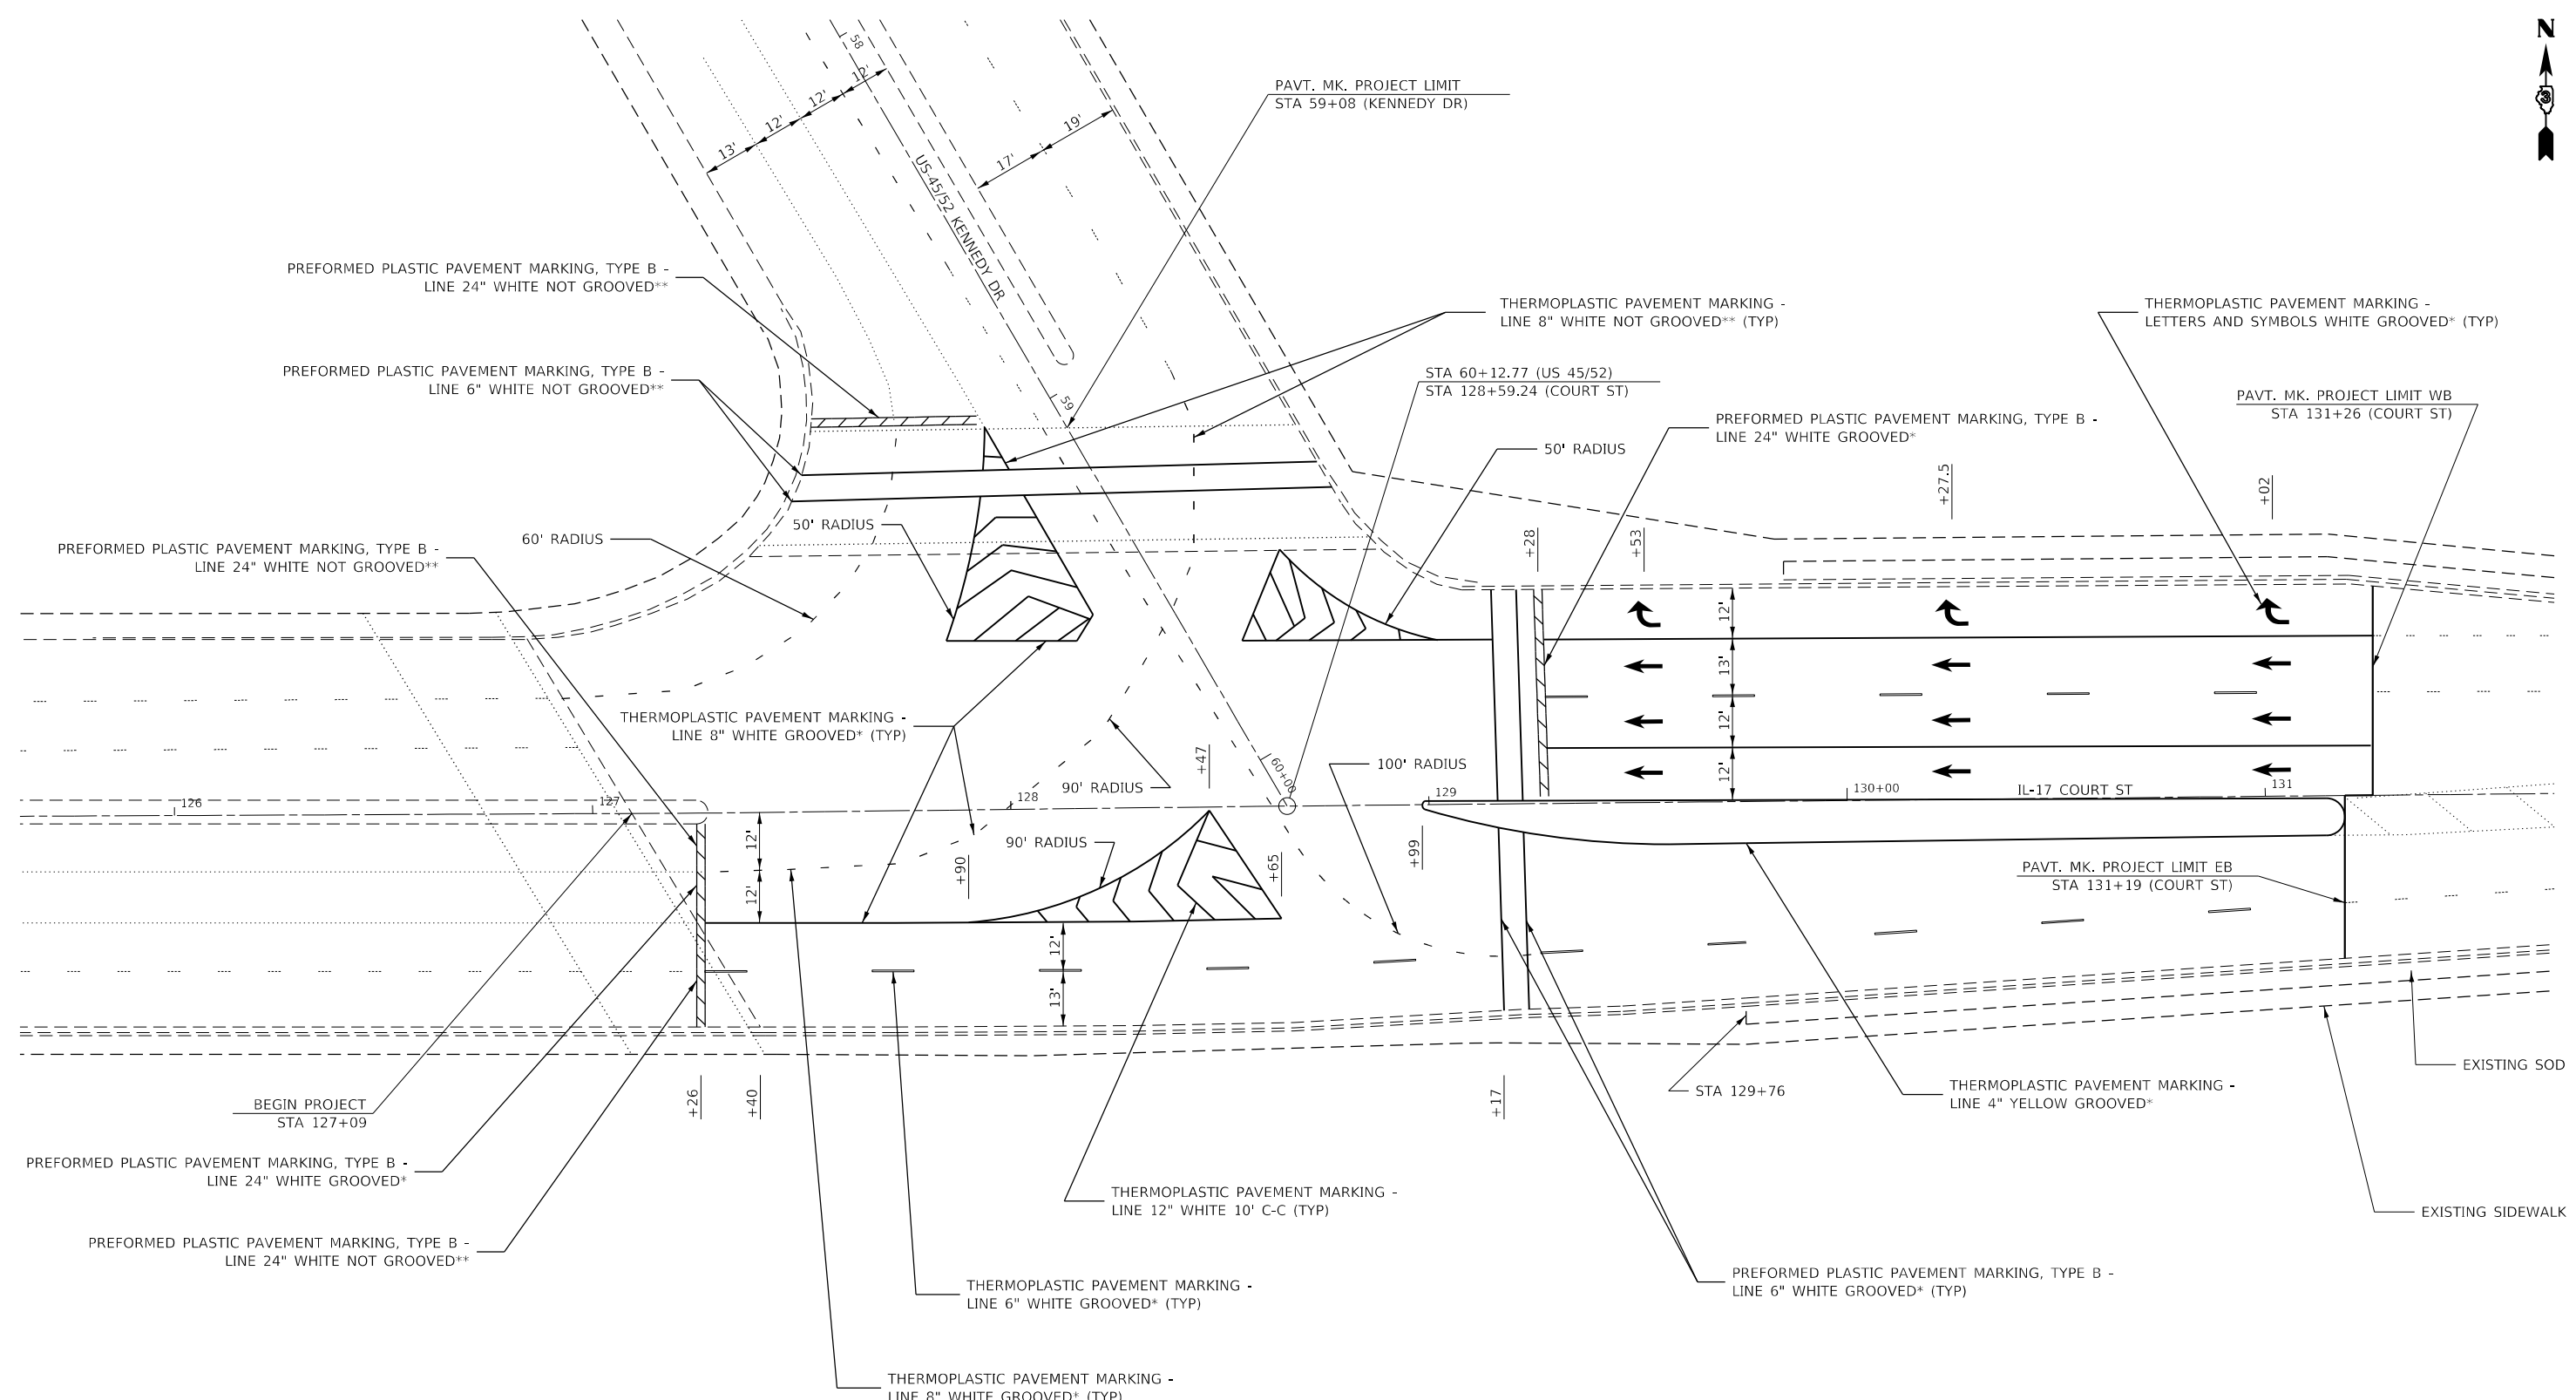 N
3
58
12'
12'
12'
13'
19'
17'
US-45/52 KENNEDY DR
59
60+00
PAVT. MK. PROJECT LIMIT
STA 59+08 (KENNEDY DR)
PREFORMED PLASTIC PAVEMENT MARKING, TYPE B -
LINE 24" WHITE NOT GROOVED**
PREFORMED PLASTIC PAVEMENT MARKING, TYPE B -
LINE 6" WHITE NOT GROOVED**
THERMOPLASTIC PAVEMENT MARKING -
LINE 8" WHITE NOT GROOVED** (TYP)
THERMOPLASTIC PAVEMENT MARKING -
LETTERS AND SYMBOLS WHITE GROOVED* (TYP)
STA 60+12.77 (US 45/52)
STA 128+59.24 (COURT ST)
PREFORMED PLASTIC PAVEMENT MARKING, TYPE B -
LINE 24" WHITE GROOVED*
PAVT. MK. PROJECT LIMIT WB
STA 131+26 (COURT ST)
50' RADIUS
50' RADIUS
60' RADIUS
PREFORMED PLASTIC PAVEMENT MARKING, TYPE B -
LINE 24" WHITE NOT GROOVED**
+28
+53
+27.5
+02
12'
13'
12'
12'
THERMOPLASTIC PAVEMENT MARKING -
LINE 8" WHITE GROOVED* (TYP)
+47
90' RADIUS
100' RADIUS
126
127
128
129
130+00
IL-17 COURT ST
131
12'
12'
90' RADIUS
+90
+65
+99
12'
13'
PAVT. MK. PROJECT LIMIT EB
STA 131+19 (COURT ST)
+26
+40
+17
STA 129+76
EXISTING SOD
THERMOPLASTIC PAVEMENT MARKING -
LINE 4" YELLOW GROOVED*
BEGIN PROJECT
STA 127+09
PREFORMED PLASTIC PAVEMENT MARKING, TYPE B -
LINE 24" WHITE GROOVED*
THERMOPLASTIC PAVEMENT MARKING -
LINE 12" WHITE 10' C-C (TYP)
EXISTING SIDEWALK
PREFORMED PLASTIC PAVEMENT MARKING, TYPE B -
LINE 24" WHITE NOT GROOVED**
THERMOPLASTIC PAVEMENT MARKING -
LINE 6" WHITE GROOVED* (TYP)
PREFORMED PLASTIC PAVEMENT MARKING, TYPE B -
LINE 6" WHITE GROOVED* (TYP)
THERMOPLASTIC PAVEMENT MARKING -
LINE 8" WHITE GROOVED* (TYP)